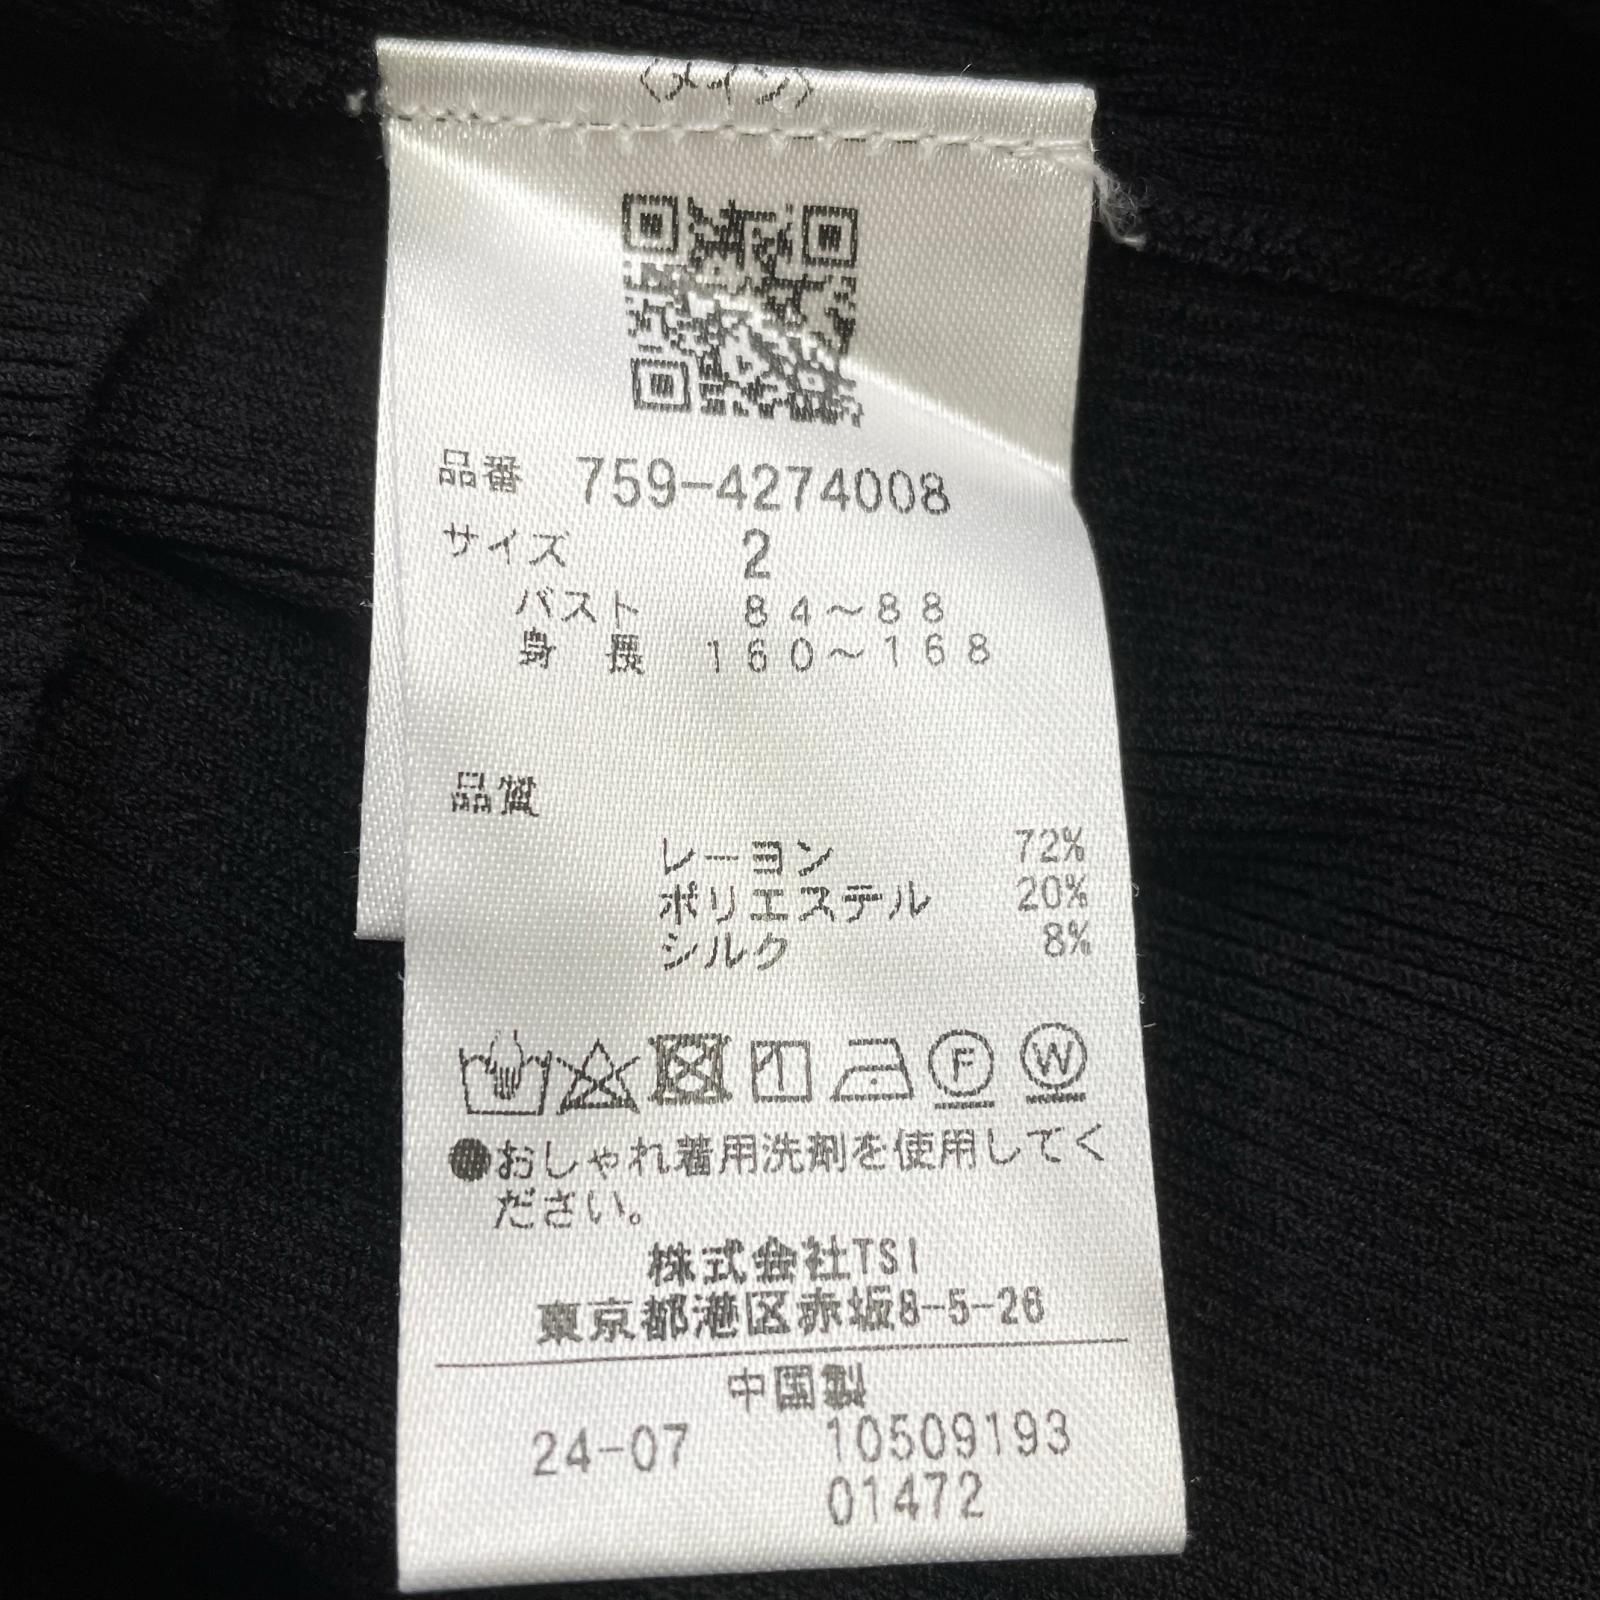 〈メイン〉
品番 759-4274008
サイズ 2
バスト 84～88
身長 160～168
品質
レーヨン 72%
ポリエステル 20%
シルク 8%
F W
●おしゃれ着用洗剤を使用してく
ださい。
株式会社TSI
東京都港区赤坂8-5-26
中国製
24-07 10509193
01472